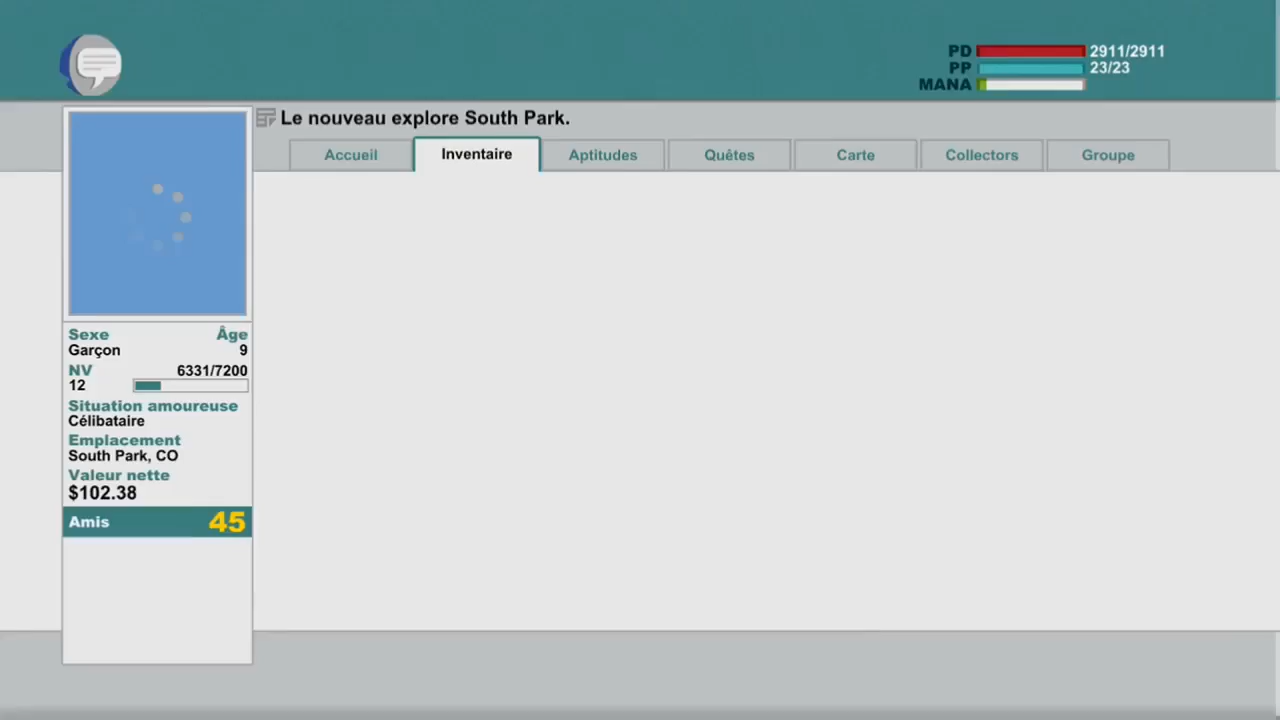 PD 2911/2911
PP 23/23
MANA
Le nouveau explore South Park.
Accueil Inventaire Aptitudes Quêtes Carte Collectors Groupe
Sexe Âge
Garçon 9
NV 6331/7200
12
Situation amoureuse
Célibataire
Emplacement
South Park, CO
Valeur nette
$102.38
Amis 45